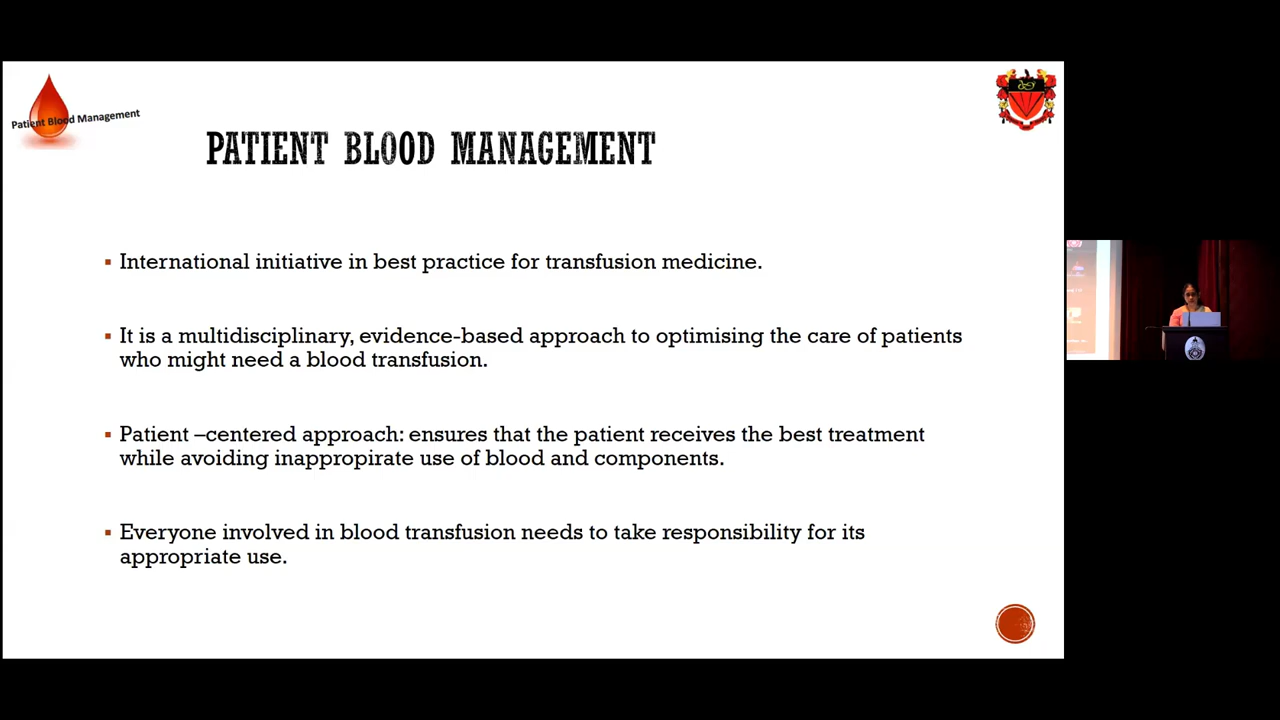 Patient Blood Management
PATIENT BLOOD MANAGEMENT
▪ International initiative in best practice for transfusion medicine.
▪ It is a multidisciplinary, evidence-based approach to optimising the care of patients
who might need a blood transfusion.
▪ Patient –centered approach: ensures that the patient receives the best treatment
while avoiding inappropirate use of blood and components.
▪ Everyone involved in blood transfusion needs to take responsibility for its
appropriate use.